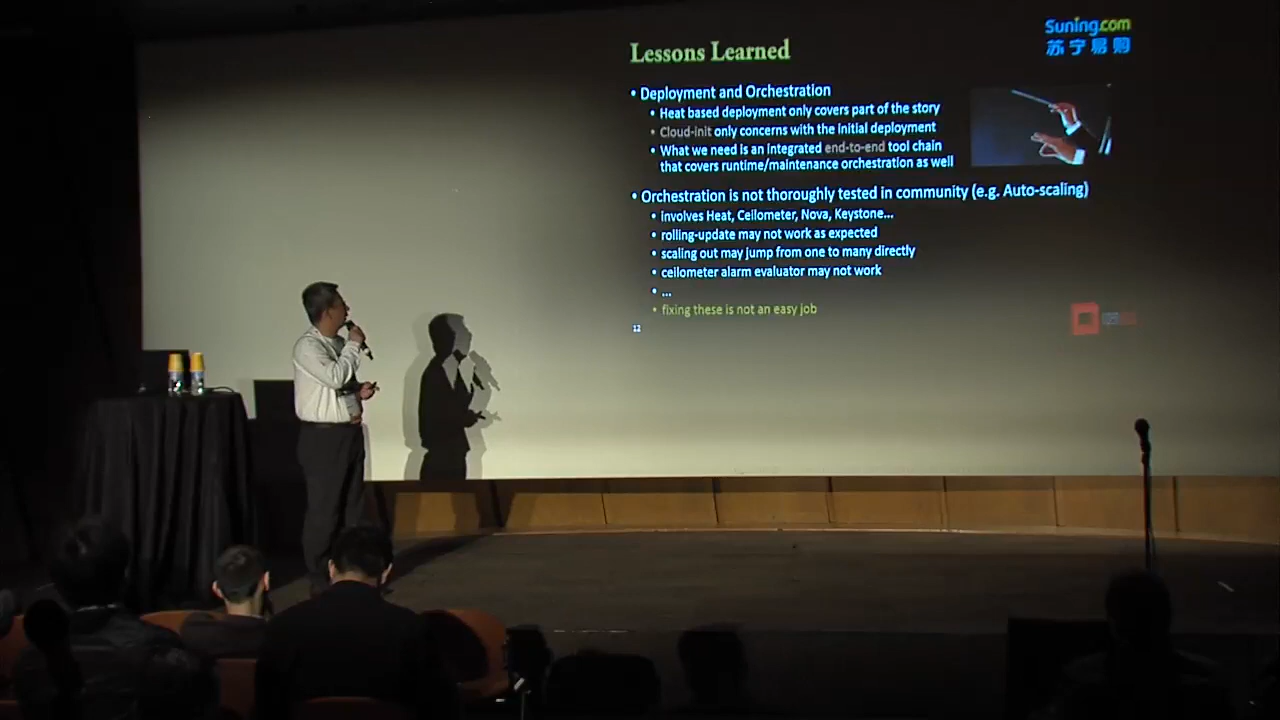 Suning.com
苏宁易购
Lessons Learned
• Deployment and Orchestration
• Heat based deployment only covers part of the story
• Cloud-init only concerns with the initial deployment
• What we need is an integrated end-to-end tool chain
that covers runtime/maintenance orchestration as well
• Orchestration is not thoroughly tested in community (e.g. Auto-scaling)
• involves Heat, Ceilometer, Nova, Keystone...
• rolling-update may not work as expected
• scaling out may jump from one to many directly
• ceilometer alarm evaluator may not work
• ...
• fixing these is not an easy job
12